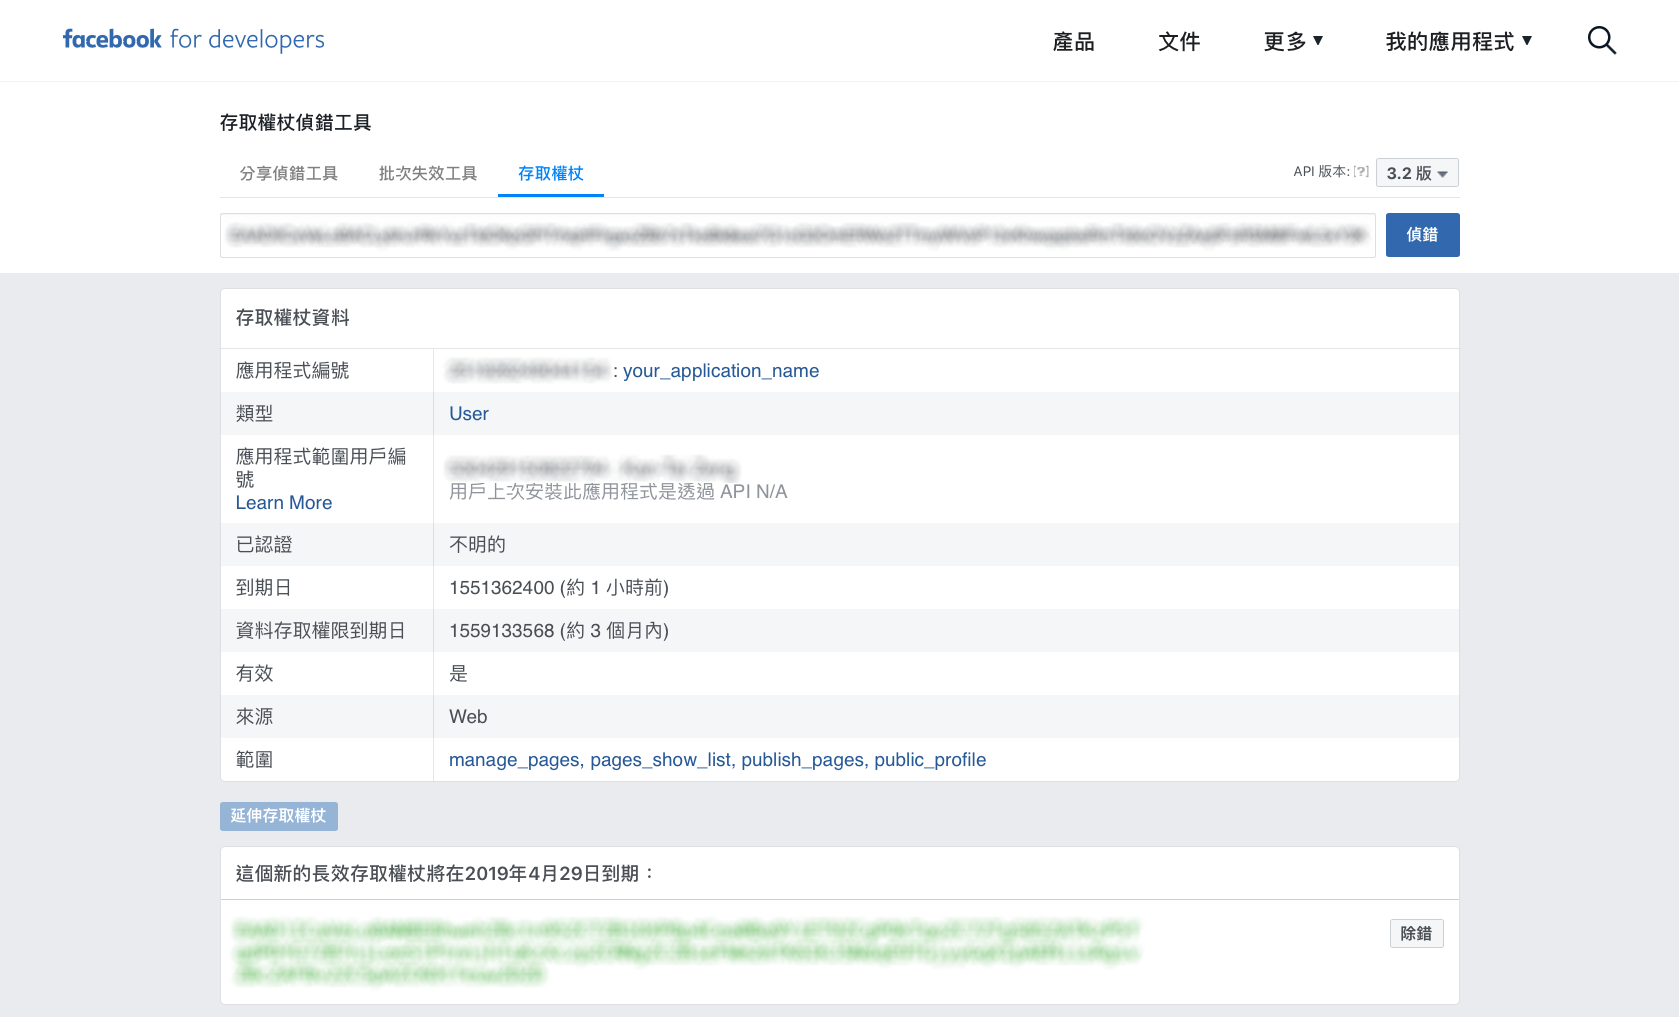 facebook for developers
產品
文件
更多 ▼
我的應用程式 ▼
存取權杖偵錯工具
分享偵錯工具
批次失效工具
存取權杖
API 版本: [?]
3.2 版
偵錯
存取權杖資料
應用程式編號
: your_application_name
類型
User
應用程式範圍用戶編
號
Learn More
用戶上次安裝此應用程式是透過 API N/A
已認證
不明的
到期日
1551362400 (約 1 小時前)
資料存取權限到期日
1559133568 (約 3 個月內)
有效
是
來源
Web
範圍
manage_pages, pages_show_list, publish_pages, public_profile
延伸存取權杖
這個新的長效存取權杖將在2019年4月29日到期：
除錯